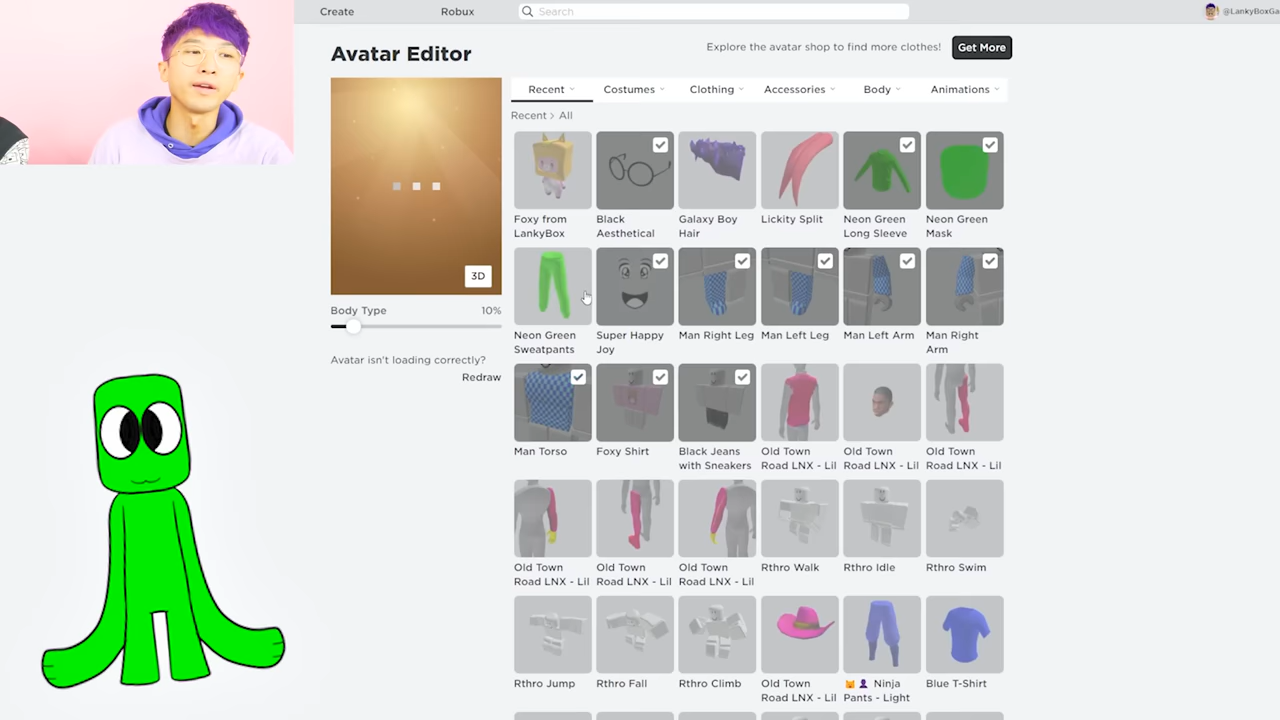 Create
Robux
Search
@LankyBoxGa
Avatar Editor
Explore the avatar shop to find more clothes!
Get More
Recent
Costumes
Clothing
Accessories
Body
Animations
Recent > All
3D
Body Type
10%
Avatar isn't loading correctly?
Redraw
Foxy from
LankyBox
Black
Aesthetical
Galaxy Boy
Hair
Lickity Split
Neon Green
Long Sleeve
Neon Green
Mask
Neon Green
Sweatpants
Super Happy
Joy
Man Right Leg
Man Left Leg
Man Left Arm
Man Right
Arm
Man Torso
Foxy Shirt
Black Jeans
with Sneakers
Old Town
Road LNX - Lil
Old Town
Road LNX - Lil
Old Town
Road LNX - Lil
Old Town
Road LNX - Lil
Old Town
Road LNX - Lil
Old Town
Road LNX - Lil
Rthro Walk
Rthro Idle
Rthro Swim
Rthro Jump
Rthro Fall
Rthro Climb
Old Town
Road LNX - Lil
Ninja
Pants - Light
Blue T-Shirt